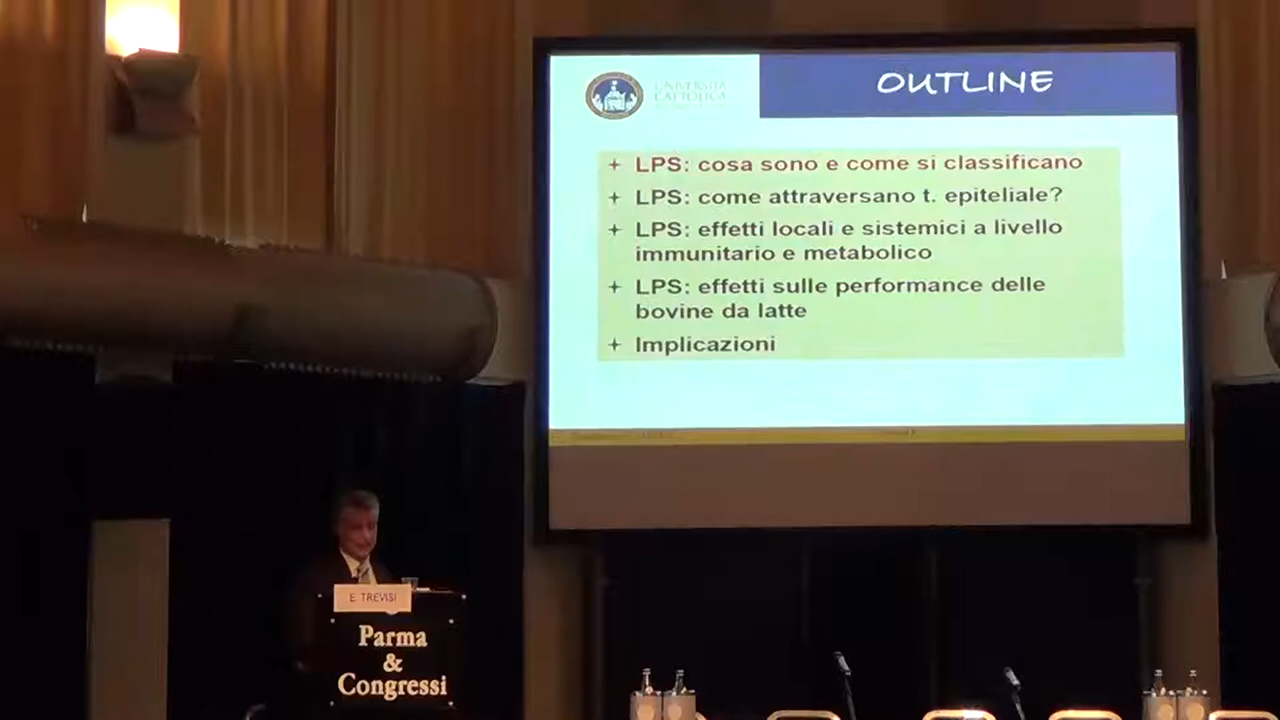 UNIVERSITÀ
CATTOLICA
OUTLINE
LPS: cosa sono e come si classificano
LPS: come attraversano t. epiteliale?
LPS: effetti locali e sistemici a livello
immunitario e metabolico
LPS: effetti sulle performance delle
bovine da latte
Implicazioni
E. TREVISI
Parma
&
Congressi